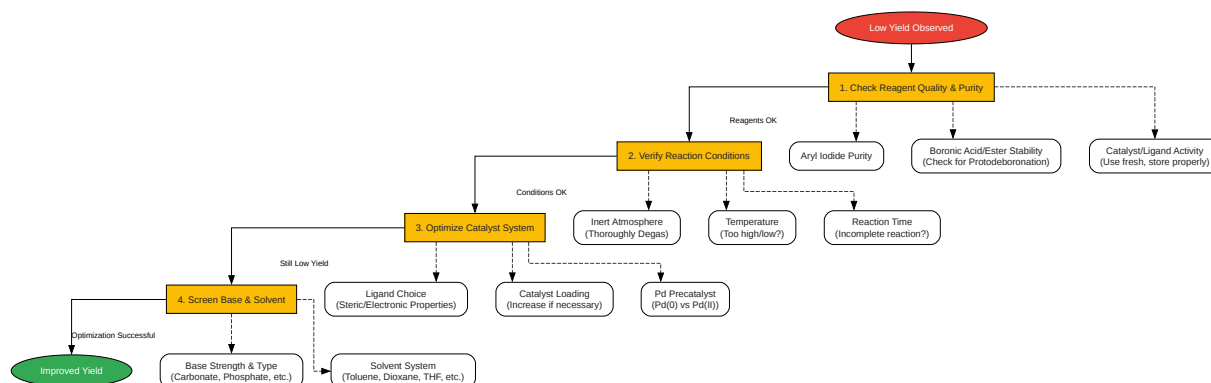 Low Yield Observed
1. Check Reagent Quality & Purity
Reagents OK
Aryl Iodide Purity
Boronic Acid/Ester Stability
(Check for Protodeboronation)
Catalyst/Ligand Activity
(Use fresh, store properly)
2. Verify Reaction Conditions
Conditions OK
Inert Atmosphere
(Thoroughly Degas)
Temperature
(Too high/low?)
Reaction Time
(Incomplete reaction?)
3. Optimize Catalyst System
Still Low Yield
Ligand Choice
(Steric/Electronic Properties)
Catalyst Loading
(Increase if necessary)
Pd Precatalyst
(Pd(0) vs Pd(II))
4. Screen Base & Solvent
Optimization Successful
Improved Yield
Base Strength & Type
(Carbonate, Phosphate, etc.)
Solvent System
(Toluene, Dioxane, THF, etc.)